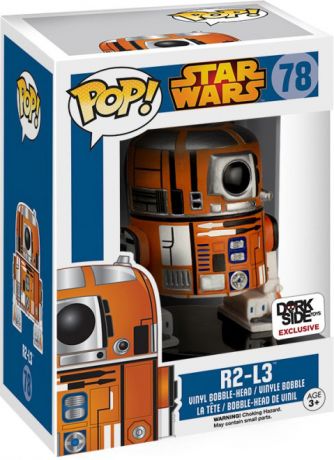 POP!
STAR
WARS
78
POP!
R2-L3
78
DORK
SIDE
TOYS
EXCLUSIVE
R2-L3™
VINYL BOBBLE-HEAD / VINYLE BOBBLE
LA TÊTE / BOBBLE-HEAD DE VINIL
WARNING! Choking Hazard.
May contain small parts.
AGE
3+